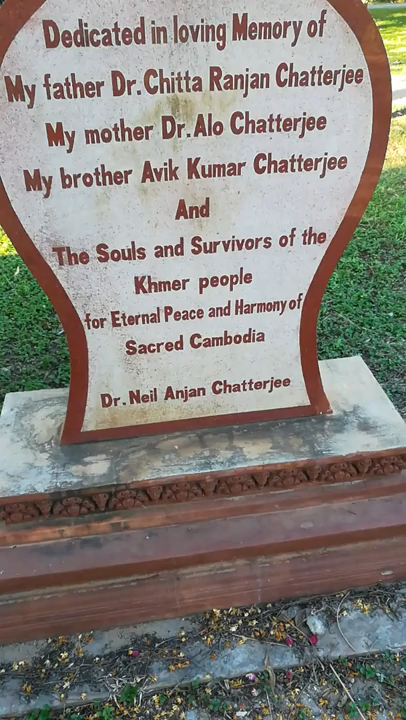 Dedicated in loving Memory of
My father Dr. Chitta Ranjan Chatterjee
My mother Dr. Alo Chatterjee
My brother Avik Kumar Chatterjee
And
The Souls and Survivors of the
Khmer people
for Eternal Peace and Harmony of
Sacred Cambodia
Dr. Neil Anjan Chatterjee